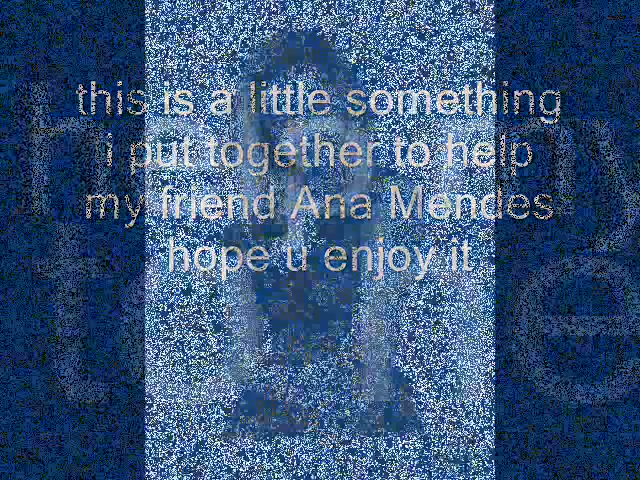 this is a little something
i put together to help
my friend Ana Mendes
hope u enjoy it